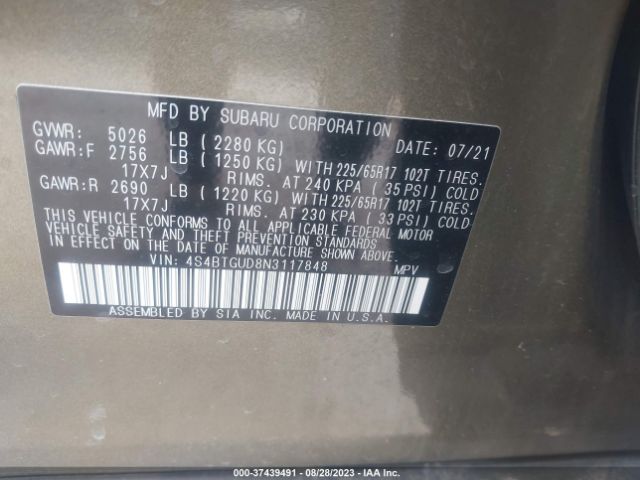 MFD BY SUBARU CORPORATION
GVWR: 5026 LB (2280 KG) DATE: 07/21
GAWR:F 2756 LB (1250 KG) WITH 225/65R17 102T TIRES.
17X7J RIMS. AT 240 KPA (35 PSI) COLD
GAWR:R 2690 LB (1220 KG) WITH 225/65R17 102T TIRES.
17X7J RIMS. AT 230 KPA (33 PSI) COLD.
THIS VEHICLE CONFORMS TO ALL APPLICABLE FEDERAL MOTOR
VEHICLE SAFETY AND THEFT PREVENTION STANDARDS
IN EFFECT ON THE DATE OF MANUFACTURE SHOWN ABOVE.
VIN: 4S4BTGUD8N3117848 MPV
ASSEMBLED BY SIA INC. MADE IN U.S.A.
000-37439491 - 08/28/2023 - IAA Inc.